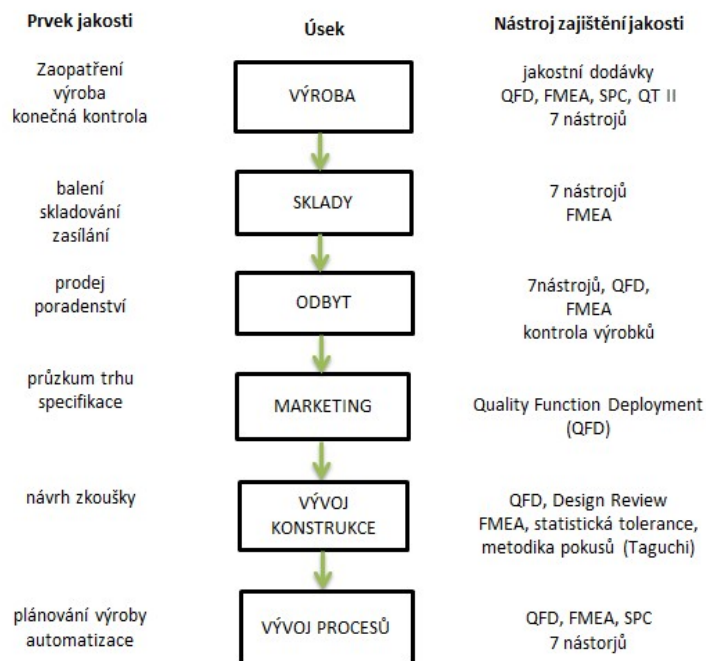 Prvek jakosti
Úsek
Nástroj zajištění jakosti
Zaopatření
výroba
konečná kontrola
VÝROBA
jakostní dodávky
QFD, FMEA, SPC, QT II
7 nástrojů
balení
skladování
zasílání
SKLADY
7 nástrojů
FMEA
prodej
poradenství
ODBYT
7nástrojů, QFD,
FMEA
kontrola výrobků
průzkum trhu
specifikace
MARKETING
Quality Function Deployment
(QFD)
návrh zkoušky
VÝVOJ
KONSTRUKCE
QFD, Design Review
FMEA, statistická tolerance,
metodika pokusů (Taguchi)
plánování výroby
automatizace
VÝVOJ PROCESŮ
QFD, FMEA, SPC
7 nástorjů